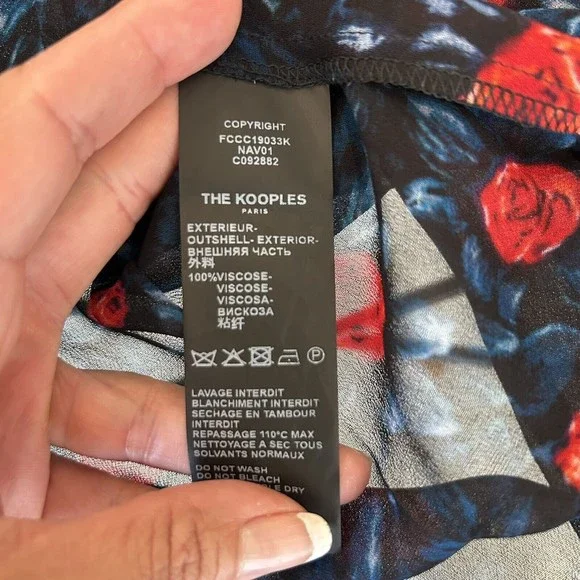 COPYRIGHT
FCCC19033K
NAV01
C092882
THE KOOPLES
PARIS
EXTERIEUR-
OUTSHELL- EXTERIOR-
ВНЕШНЯЯ ЧАСТЬ
外料
100%VISCOSE-
VISCOSE-
VISCOSA-
ВИСКОЗА
粘纤
P
LAVAGE INTERDIT
BLANCHIMENT INTERDIT
SECHAGE EN TAMBOUR
INTERDIT
REPASSAGE 110°C MAX
NETTOYAGE A SEC TOUS
SOLVANTS NORMAUX
DO NOT WASH
DO NOT BLEACH
DRY